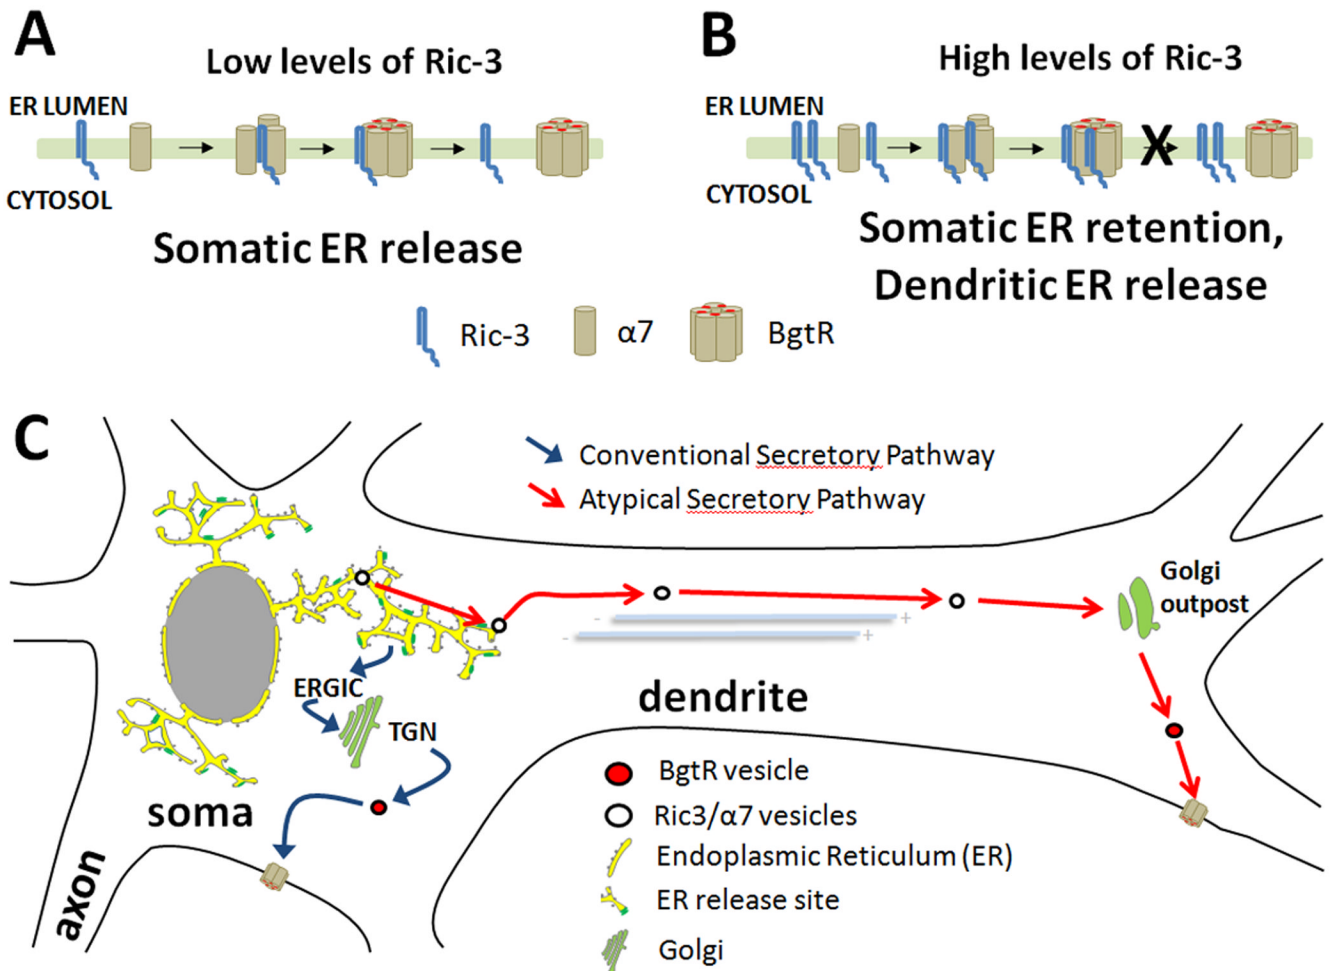 A
Low levels of Ric-3
ER LUMEN
CYTOSOL
Somatic ER release
B
High levels of Ric-3
ER LUMEN
X
CYTOSOL
Somatic ER retention,
Dendritic ER release
Ric-3
α7
BgtR
C
Conventional Secretory Pathway
Atypical Secretory Pathway
Golgi
outpost
- +
- +
ERGIC
TGN
dendrite
soma
axon
BgtR vesicle
Ric3/α7 vesicles
Endoplasmic Reticulum (ER)
ER release site
Golgi